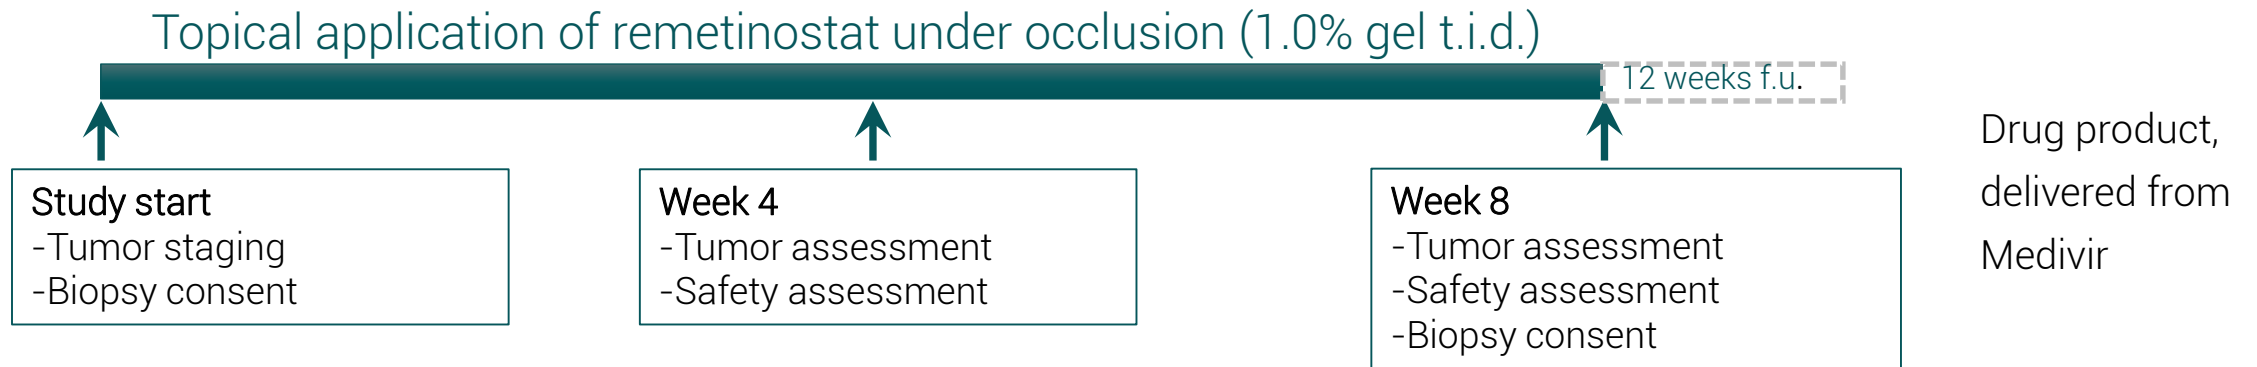 Topical application of remetinostat under occlusion (1.0% gel t.i.d.)
12 weeks f.u.
Study start
-Tumor staging
-Biopsy consent
Week 4
-Tumor assessment
-Safety assessment
Week 8
-Tumor assessment
-Safety assessment
-Biopsy consent
Drug product,
delivered from
Medivir